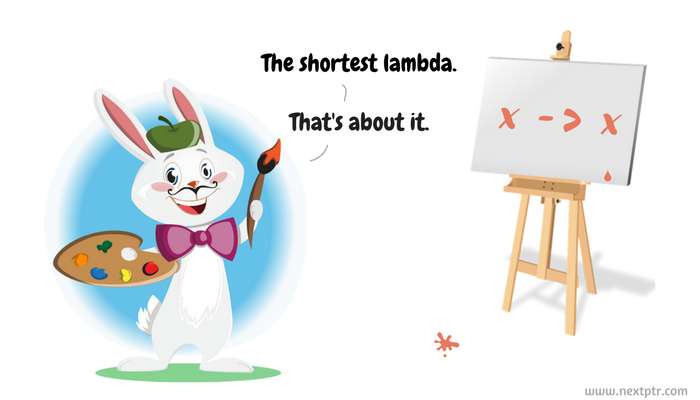 The shortest lambda.
That's about it.
x -> x
www.nextptr.com